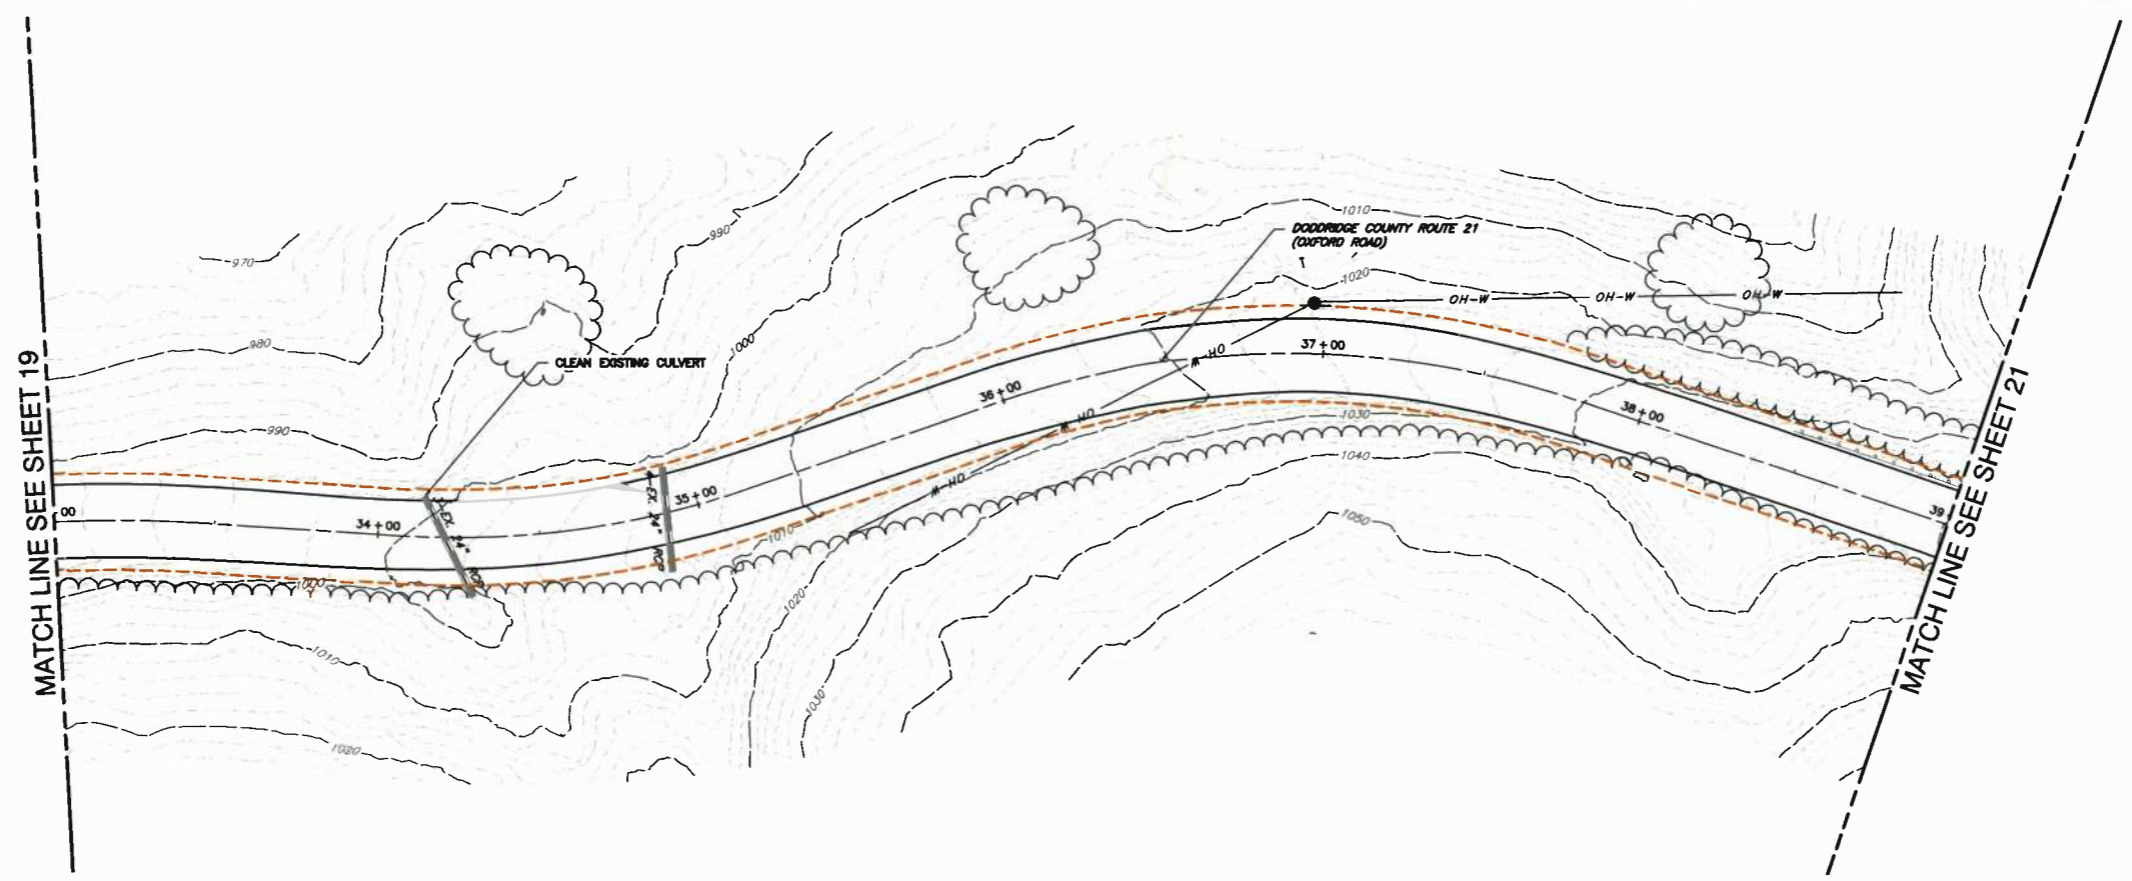 MATCH LINE SEE SHEET 19
MATCH LINE SEE SHEET 21
DODDRIDGE COUNTY ROUTE 21
(OXFORD ROAD)
CLEAN EXISTING CULVERT
970
980
990
990
1000
1010
1020
OH-W
OH-W
OH-W
OH-W
OH-W
OH-W
00
34+00
35+00
36+00
37+00
38+00
39
EX. 24" RCP
EX. 24" RCP
1000
1010
1010
1020
1020
1030
1030
1040
1050